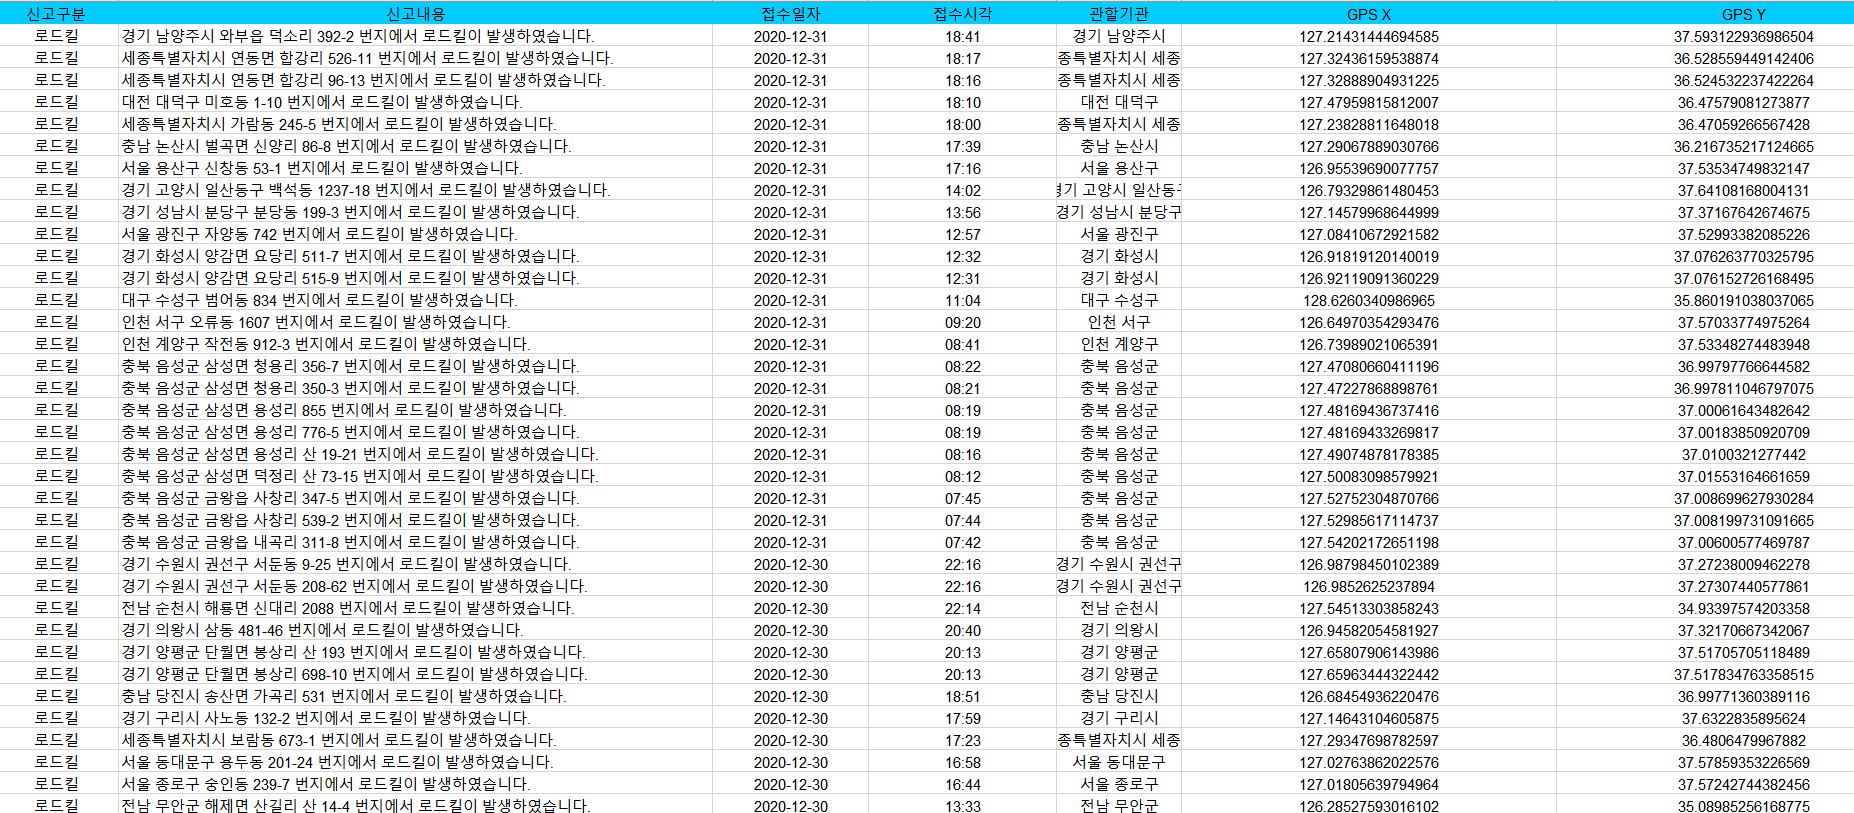 신고구분 신고내용 접수일자 접수시각 관할기관 GPS X GPS Y
로드킬 경기 남양주시 와부읍 덕소리 392-2 번지에서 로드킬이 발생하였습니다. 2020-12-31 18:41 경기 남양주시 127.21431444694585 37.593122936986504
로드킬 세종특별자치시 연동면 합강리 526-11 번지에서 로드킬이 발생하였습니다. 2020-12-31 18:17 종특별자치시 세종 127.32436159538874 36.528559449142406
로드킬 세종특별자치시 연동면 합강리 96-13 번지에서 로드킬이 발생하였습니다. 2020-12-31 18:16 종특별자치시 세종 127.32888904931225 36.524532237422264
로드킬 대전 대덕구 미호동 1-10 번지에서 로드킬이 발생하였습니다. 2020-12-31 18:10 대전 대덕구 127.47959815812007 36.47579081273877
로드킬 세종특별자치시 가람동 245-5 번지에서 로드킬이 발생하였습니다. 2020-12-31 18:00 종특별자치시 세종 127.23828811648018 36.47059266567428
로드킬 충남 논산시 벌곡면 신양리 86-8 번지에서 로드킬이 발생하였습니다. 2020-12-31 17:39 충남 논산시 127.29067889030766 36.216735217124665
로드킬 서울 용산구 신창동 53-1 번지에서 로드킬이 발생하였습니다. 2020-12-31 17:16 서울 용산구 126.95539690077757 37.53534749832147
로드킬 경기 고양시 일산동구 백석동 1237-18 번지에서 로드킬이 발생하였습니다. 2020-12-31 14:02 경기 고양시 일산동구 126.79329861480453 37.64108168004131
로드킬 경기 성남시 분당구 분당동 199-3 번지에서 로드킬이 발생하였습니다. 2020-12-31 13:56 경기 성남시 분당구 127.14579968644999 37.37167642674675
로드킬 서울 광진구 자양동 742 번지에서 로드킬이 발생하였습니다. 2020-12-31 12:57 서울 광진구 127.08410672921582 37.52993382085226
로드킬 경기 화성시 양감면 요당리 511-7 번지에서 로드킬이 발생하였습니다. 2020-12-31 12:32 경기 화성시 126.91819120140019 37.076263770325795
로드킬 경기 화성시 양감면 요당리 515-9 번지에서 로드킬이 발생하였습니다. 2020-12-31 12:31 경기 화성시 126.92119091360229 37.076152726168495
로드킬 대구 수성구 범어동 834 번지에서 로드킬이 발생하였습니다. 2020-12-31 11:04 대구 수성구 128.6260340986965 35.860191038037065
로드킬 인천 서구 오류동 1607 번지에서 로드킬이 발생하였습니다. 2020-12-31 09:20 인천 서구 126.64970354293476 37.57033774975264
로드킬 인천 계양구 작전동 912-3 번지에서 로드킬이 발생하였습니다. 2020-12-31 08:41 인천 계양구 126.73989021065391 37.53348274483948
로드킬 충북 음성군 삼성면 청용리 356-7 번지에서 로드킬이 발생하였습니다. 2020-12-31 08:22 충북 음성군 127.47080660411196 36.99797766644582
로드킬 충북 음성군 삼성면 청용리 350-3 번지에서 로드킬이 발생하였습니다. 2020-12-31 08:21 충북 음성군 127.47227868898761 36.997811046797075
로드킬 충북 음성군 삼성면 용성리 855 번지에서 로드킬이 발생하였습니다. 2020-12-31 08:19 충북 음성군 127.48169436737416 37.00061643482642
로드킬 충북 음성군 삼성면 용성리 776-5 번지에서 로드킬이 발생하였습니다. 2020-12-31 08:19 충북 음성군 127.48169433269817 37.00183850920709
로드킬 충북 음성군 삼성면 용성리 산 19-21 번지에서 로드킬이 발생하였습니다. 2020-12-31 08:16 충북 음성군 127.49074878178385 37.0100321277442
로드킬 충북 음성군 삼성면 덕정리 산 73-15 번지에서 로드킬이 발생하였습니다. 2020-12-31 08:12 충북 음성군 127.50083098579921 37.01553164661659
로드킬 충북 음성군 금왕읍 사창리 347-5 번지에서 로드킬이 발생하였습니다. 2020-12-31 07:45 충북 음성군 127.52752304870766 37.008699627930284
로드킬 충북 음성군 금왕읍 사창리 539-2 번지에서 로드킬이 발생하였습니다. 2020-12-31 07:44 충북 음성군 127.52985617114737 37.008199731091665
로드킬 충북 음성군 금왕읍 내곡리 311-8 번지에서 로드킬이 발생하였습니다. 2020-12-31 07:42 충북 음성군 127.54202172651198 37.00600577469787
로드킬 경기 수원시 권선구 서둔동 9-25 번지에서 로드킬이 발생하였습니다. 2020-12-30 22:16 경기 수원시 권선구 126.98798450102389 37.27238009462278
로드킬 경기 수원시 권선구 서둔동 208-62 번지에서 로드킬이 발생하였습니다. 2020-12-30 22:16 경기 수원시 권선구 126.9852625237894 37.27307440577861
로드킬 전남 순천시 해룡면 신대리 2088 번지에서 로드킬이 발생하였습니다. 2020-12-30 22:14 전남 순천시 127.54513303858243 34.93397574203358
로드킬 경기 의왕시 삼동 481-46 번지에서 로드킬이 발생하였습니다. 2020-12-30 20:40 경기 의왕시 126.94582054581927 37.32170667342067
로드킬 경기 양평군 단월면 봉상리 산 193 번지에서 로드킬이 발생하였습니다. 2020-12-30 20:13 경기 양평군 127.65807906143986 37.51705705118489
로드킬 경기 양평군 단월면 봉상리 698-10 번지에서 로드킬이 발생하였습니다. 2020-12-30 20:13 경기 양평군 127.65963444322442 37.517834763358515
로드킬 충남 당진시 송산면 가곡리 531 번지에서 로드킬이 발생하였습니다. 2020-12-30 18:51 충남 당진시 126.68454936220476 36.99771360389116
로드킬 경기 구리시 사노동 132-2 번지에서 로드킬이 발생하였습니다. 2020-12-30 17:59 경기 구리시 127.14643104605875 37.6322835895624
로드킬 세종특별자치시 보람동 673-1 번지에서 로드킬이 발생하였습니다. 2020-12-30 17:23 종특별자치시 세종 127.29347698782597 36.4806479967882
로드킬 서울 동대문구 용두동 201-24 번지에서 로드킬이 발생하였습니다. 2020-12-30 16:58 서울 동대문구 127.02763862022576 37.57859353226569
로드킬 서울 종로구 숭인동 239-7 번지에서 로드킬이 발생하였습니다. 2020-12-30 16:44 서울 종로구 127.01805639794964 37.57242744382456
로드킬 전남 무안군 해제면 산길리 산 14-4 번지에서 로드킬이 발생하였습니다. 2020-12-30 13:33 전남 무안군 126.28527593016102 35.08985256168775